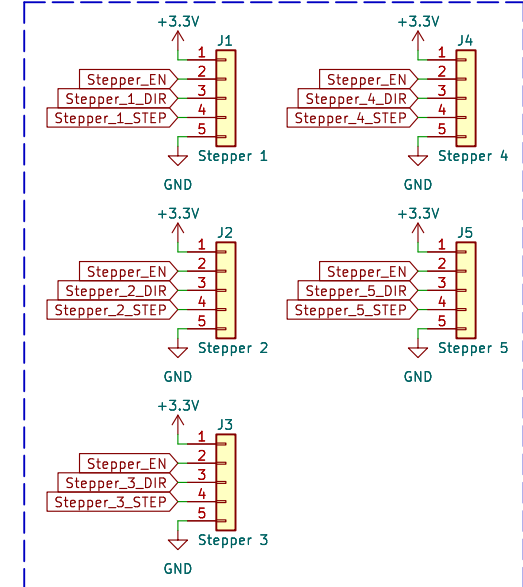 +3.3V
J1
1
Stepper_EN 2
Stepper_1_DIR 3
Stepper_1_STEP 4
5
Stepper 1
GND
+3.3V
J4
1
Stepper_EN 2
Stepper_4_DIR 3
Stepper_4_STEP 4
5
Stepper 4
GND
+3.3V
J2
1
Stepper_EN 2
Stepper_2_DIR 3
Stepper_2_STEP 4
5
Stepper 2
GND
+3.3V
J5
1
Stepper_EN 2
Stepper_5_DIR 3
Stepper_5_STEP 4
5
Stepper 5
GND
+3.3V
J3
1
Stepper_EN 2
Stepper_3_DIR 3
Stepper_3_STEP 4
5
Stepper 3
GND